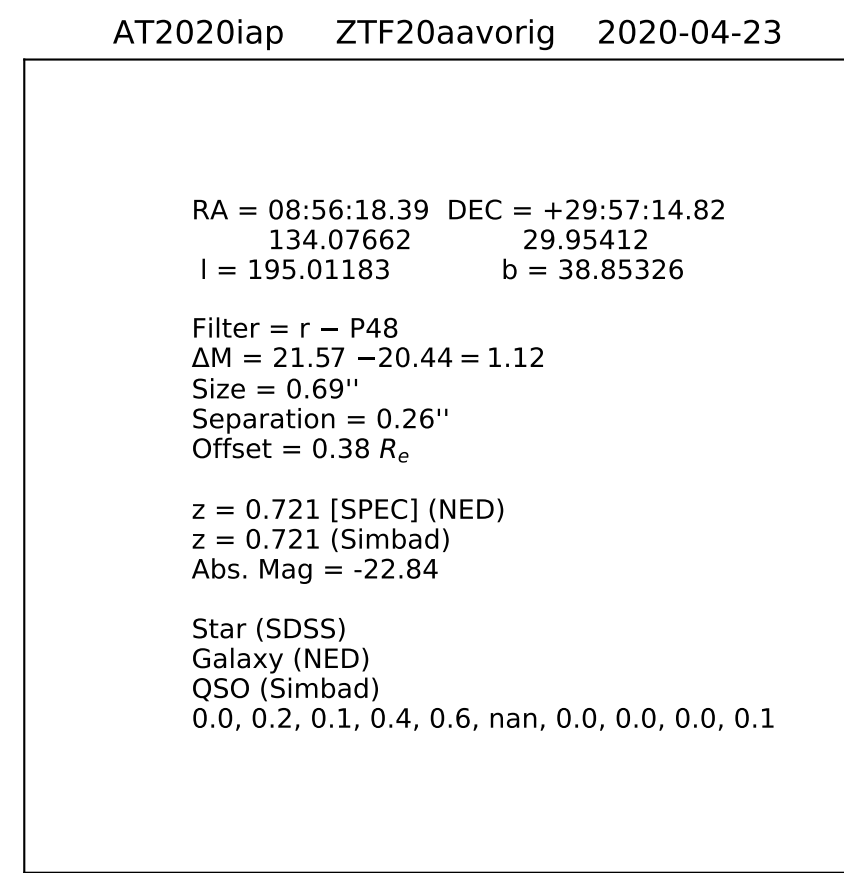 AT2020iap ZTF20aavorig 2020-04-23
RA = 08:56:18.39 DEC = +29:57:14.82
134.07662 29.95412
l = 195.01183 b = 38.85326
Filter = r − P48
ΔM = 21.57 −20.44 = 1.12
Size = 0.69''
Separation = 0.26''
Offset = 0.38 Rₑ
z = 0.721 [SPEC] (NED)
z = 0.721 (Simbad)
Abs. Mag = -22.84
Star (SDSS)
Galaxy (NED)
QSO (Simbad)
0.0, 0.2, 0.1, 0.4, 0.6, nan, 0.0, 0.0, 0.0, 0.1